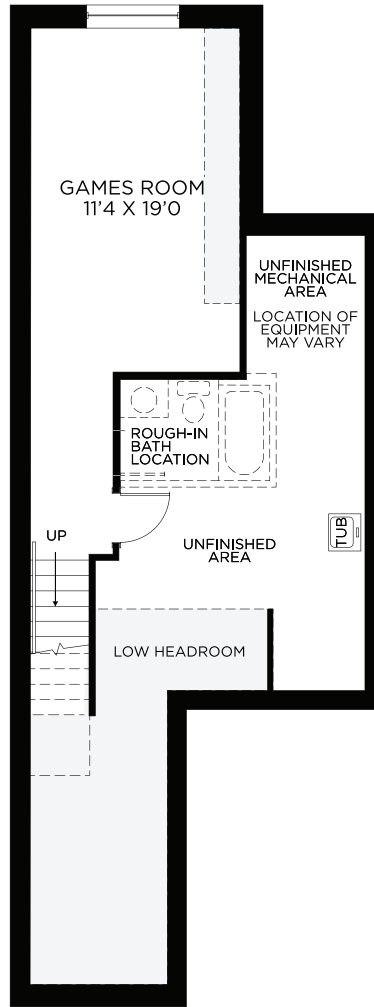 GAMES ROOM
11'4 X 19'0
UNFINISHED
MECHANICAL
AREA
LOCATION OF
EQUIPMENT
MAY VARY
ROUGH-IN
BATH
LOCATION
TUB
UP
UNFINISHED
AREA
LOW HEADROOM